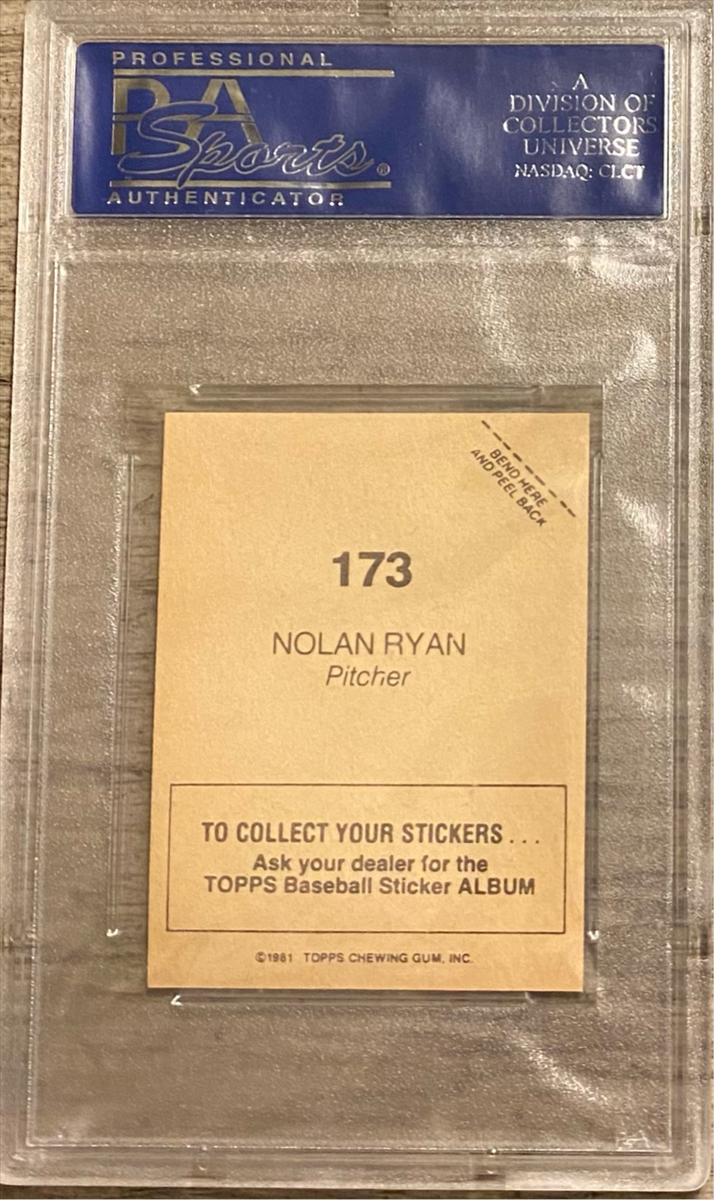 PROFESSIONAL
PSA
Sports®
AUTHENTICATOR
A
DIVISION OF
COLLECTORS
UNIVERSE
NASDAQ: CLCT
BEND HERE
AND PEEL BACK
173
NOLAN RYAN
Pitcher
TO COLLECT YOUR STICKERS...
Ask your dealer for the
TOPPS Baseball Sticker ALBUM
©1981 TOPPS CHEWING GUM, INC.